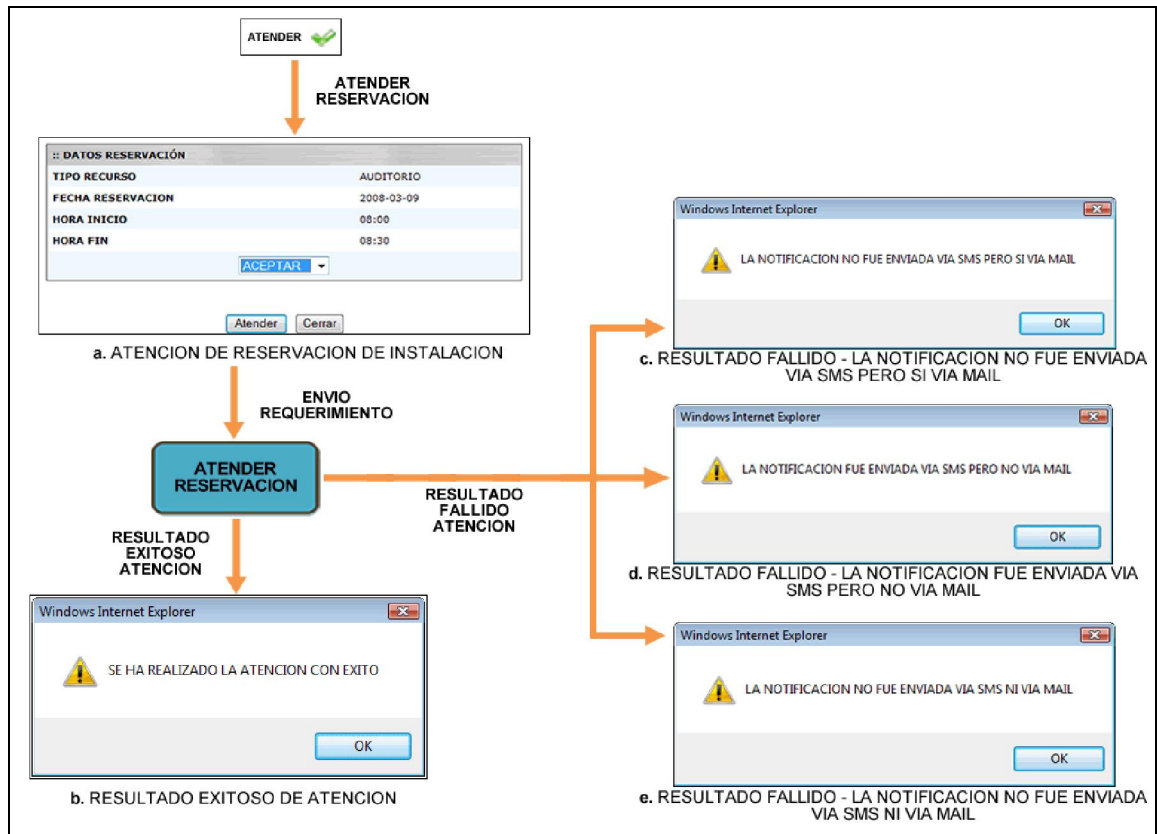 ATENDER
ATENDER
RESERVACION
:: DATOS RESERVACIÓN
TIPO RECURSO AUDITORIO
FECHA RESERVACION 2008-03-09
HORA INICIO 08:00
HORA FIN 08:30
ACEPTAR
Atender Cerrar
a. ATENCION DE RESERVACION DE INSTALACION
ENVIO
REQUERIMIENTO
ATENDER
RESERVACION
RESULTADO
EXITOSO
ATENCION
Windows Internet Explorer
SE HA REALIZADO LA ATENCION CON EXITO
OK
b. RESULTADO EXITOSO DE ATENCION
RESULTADO
FALLIDO
ATENCION
Windows Internet Explorer
LA NOTIFICACION NO FUE ENVIADA VIA SMS PERO SI VIA MAIL
OK
c. RESULTADO FALLIDO - LA NOTIFICACION NO FUE ENVIADA
VIA SMS PERO SI VIA MAIL
Windows Internet Explorer
LA NOTIFICACION FUE ENVIADA VIA SMS PERO NO VIA MAIL
OK
d. RESULTADO FALLIDO - LA NOTIFICACION FUE ENVIADA VIA
SMS PERO NO VIA MAIL
Windows Internet Explorer
LA NOTIFICACION NO FUE ENVIADA VIA SMS NI VIA MAIL
OK
e. RESULTADO FALLIDO - LA NOTIFICACION NO FUE ENVIADA
VIA SMS NI VIA MAIL